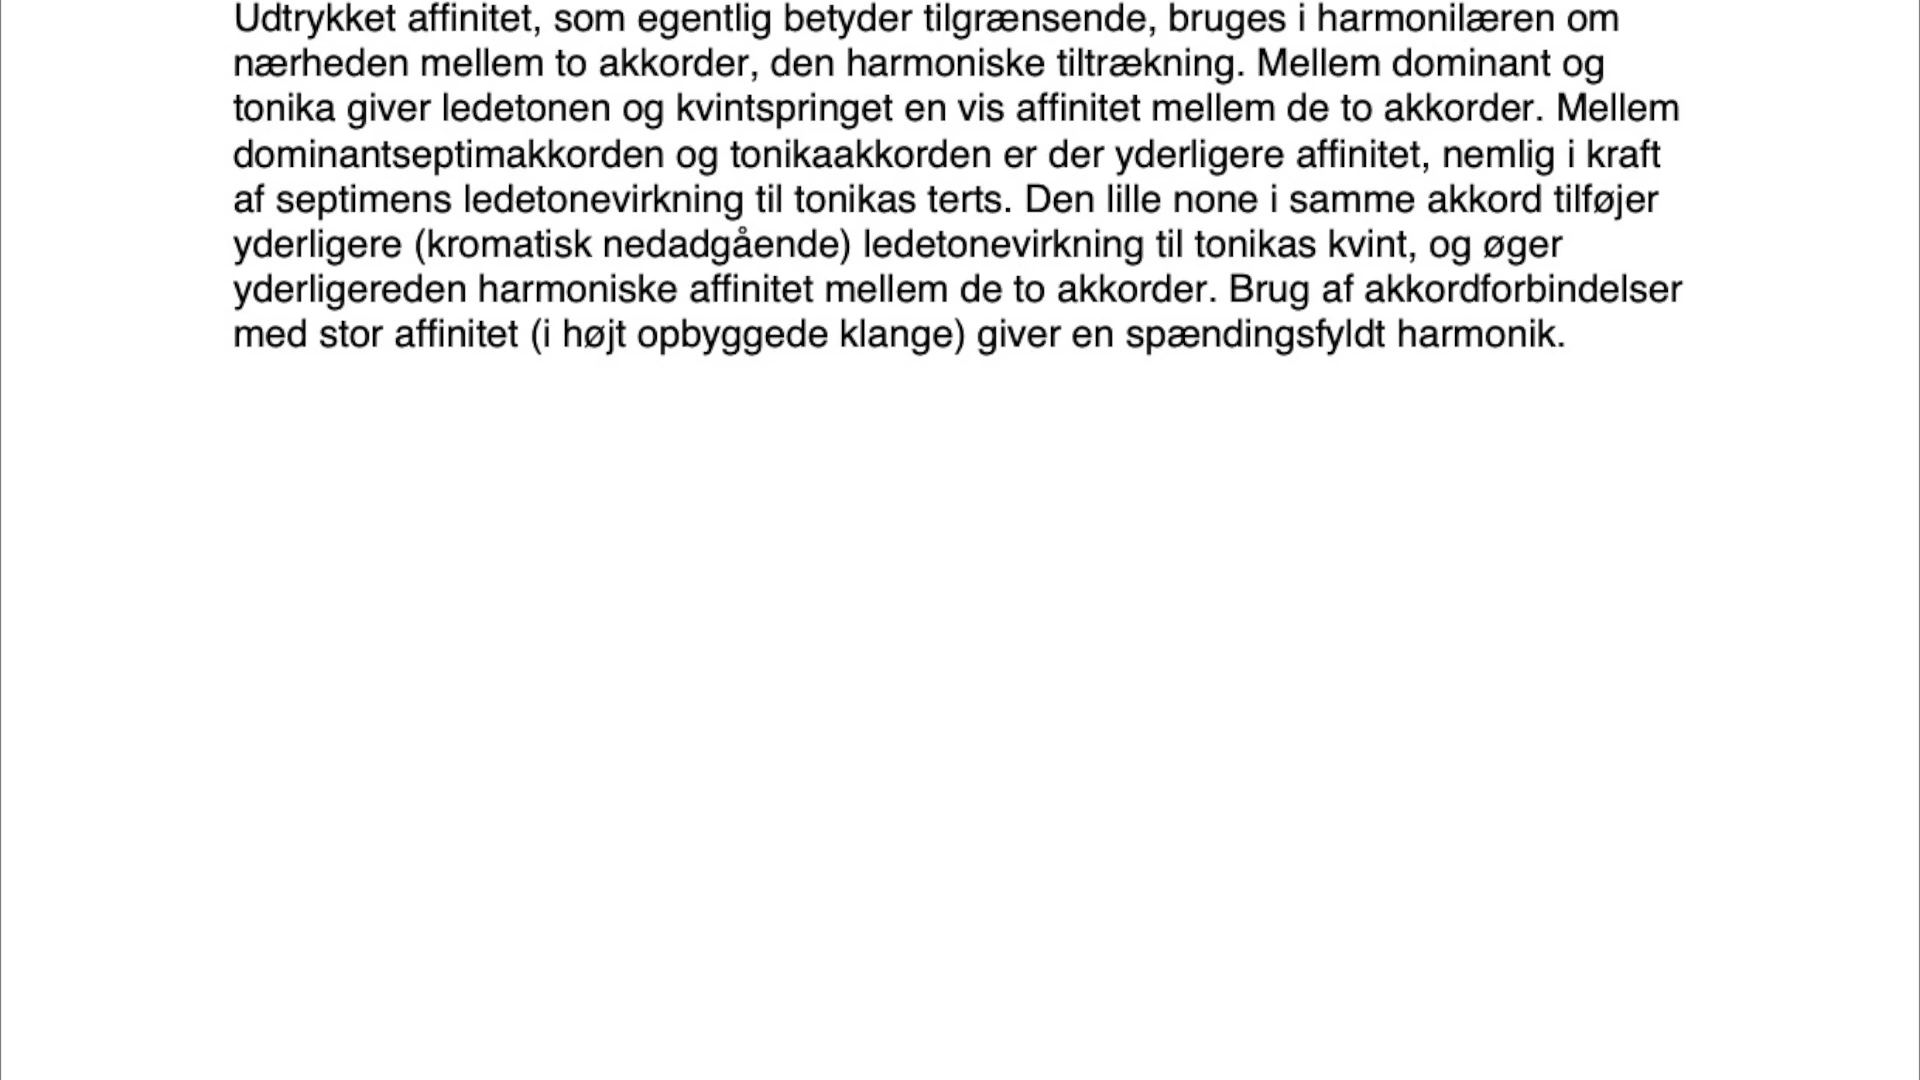 Udtrykket affinitet, som egentlig betyder tilgrænsende, bruges i harmonilæren om
nærheden mellem to akkorder, den harmoniske tiltrækning. Mellem dominant og
tonika giver ledetonen og kvintspringet en vis affinitet mellem de to akkorder. Mellem
dominantseptimakkorden og tonikaakkorden er der yderligere affinitet, nemlig i kraft
af septimens ledetonevirkning til tonikas terts. Den lille none i samme akkord tilføjer
yderligere (kromatisk nedadgående) ledetonevirkning til tonikas kvint, og øger
yderligereden harmoniske affinitet mellem de to akkorder. Brug af akkordforbindelser
med stor affinitet (i højt opbyggede klange) giver en spændingsfyldt harmonik.